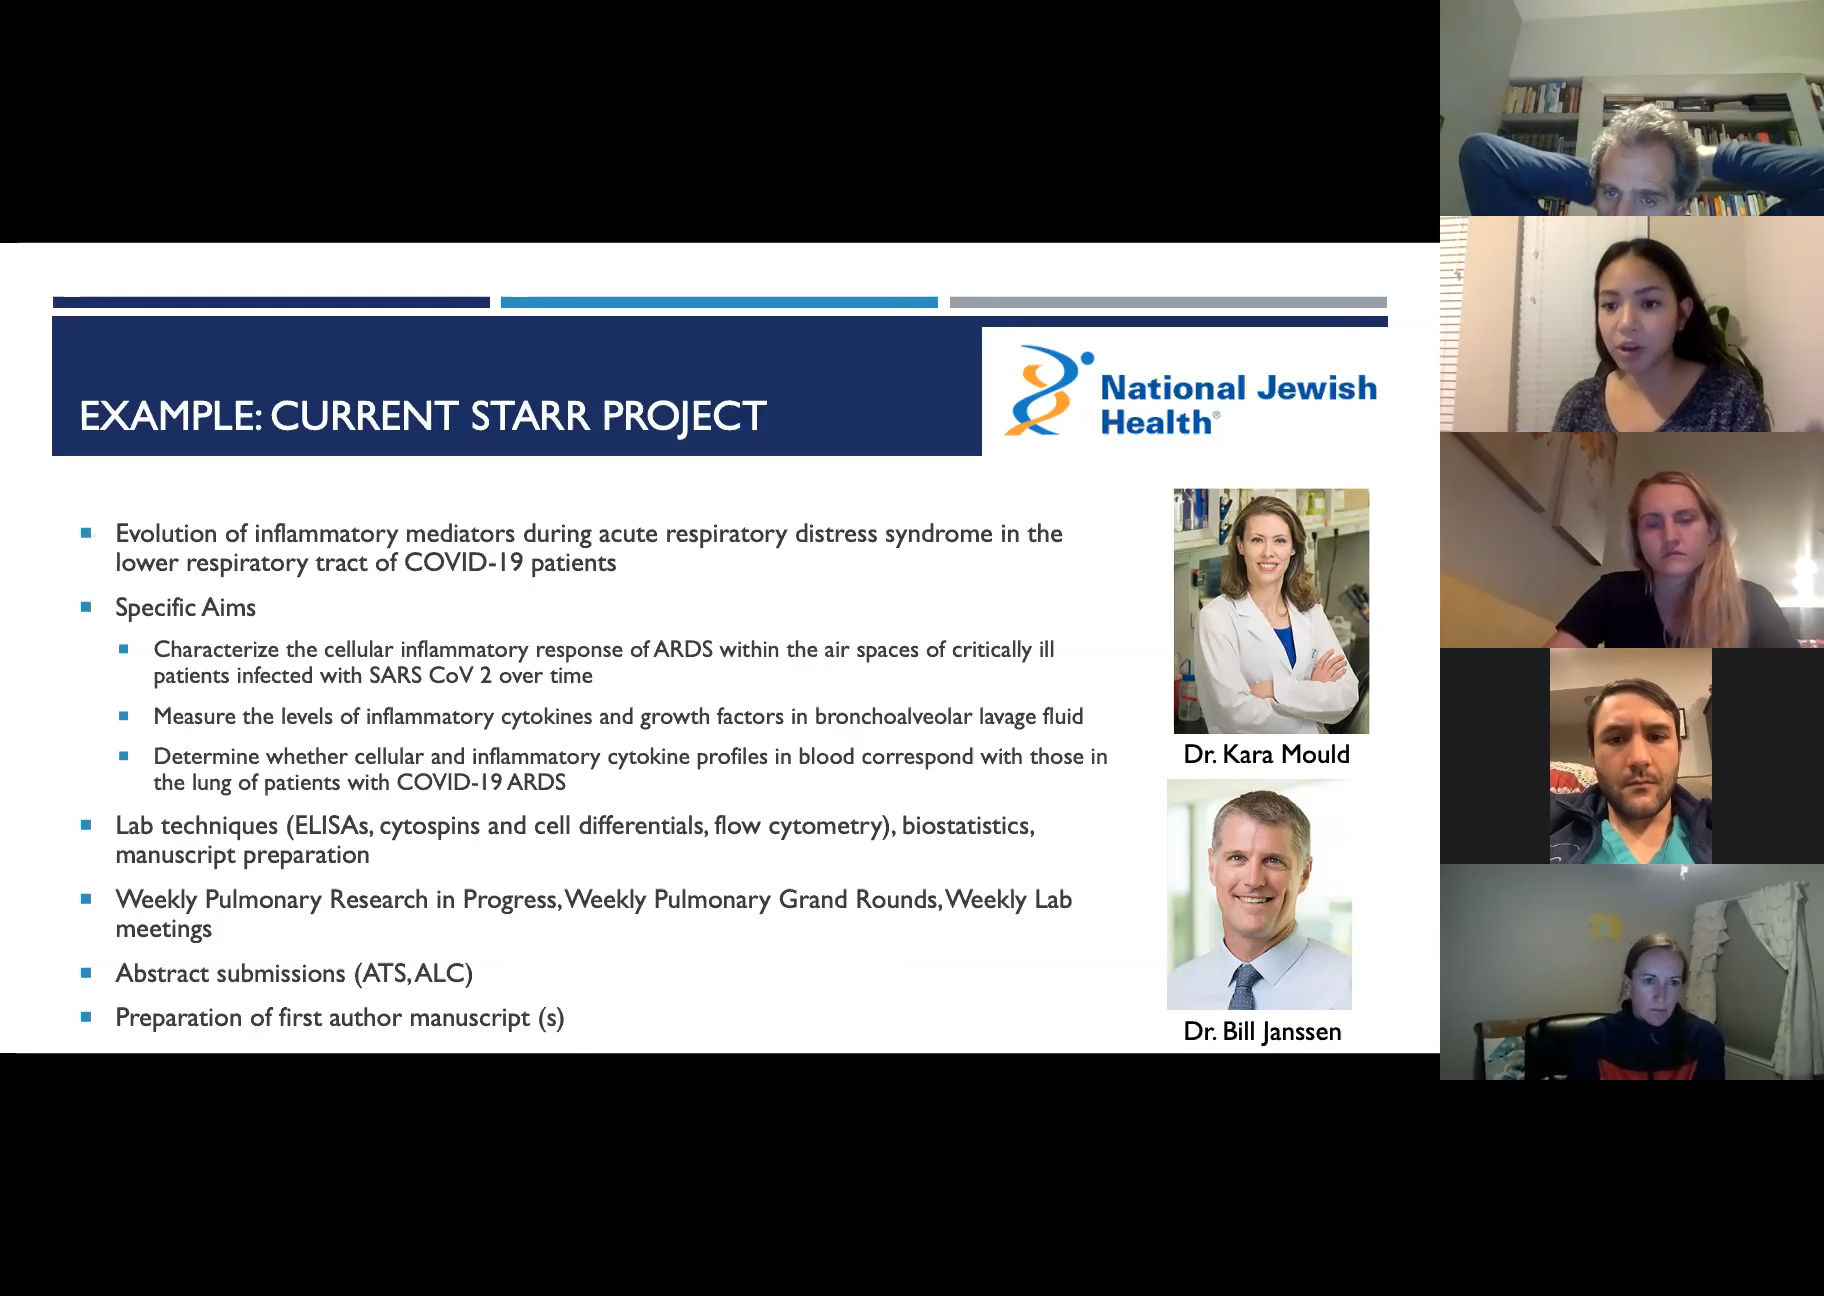 EXAMPLE: CURRENT STARR PROJECT
National Jewish
Health®
Evolution of inflammatory mediators during acute respiratory distress syndrome in the
lower respiratory tract of COVID-19 patients
Specific Aims
Characterize the cellular inflammatory response of ARDS within the air spaces of critically ill
patients infected with SARS CoV 2 over time
Measure the levels of inflammatory cytokines and growth factors in bronchoalveolar lavage fluid
Determine whether cellular and inflammatory cytokine profiles in blood correspond with those in
the lung of patients with COVID-19 ARDS
Lab techniques (ELISAs, cytospins and cell differentials, flow cytometry), biostatistics,
manuscript preparation
Weekly Pulmonary Research in Progress, Weekly Pulmonary Grand Rounds, Weekly Lab
meetings
Abstract submissions (ATS, ALC)
Preparation of first author manuscript (s)
Dr. Kara Mould
Dr. Bill Janssen